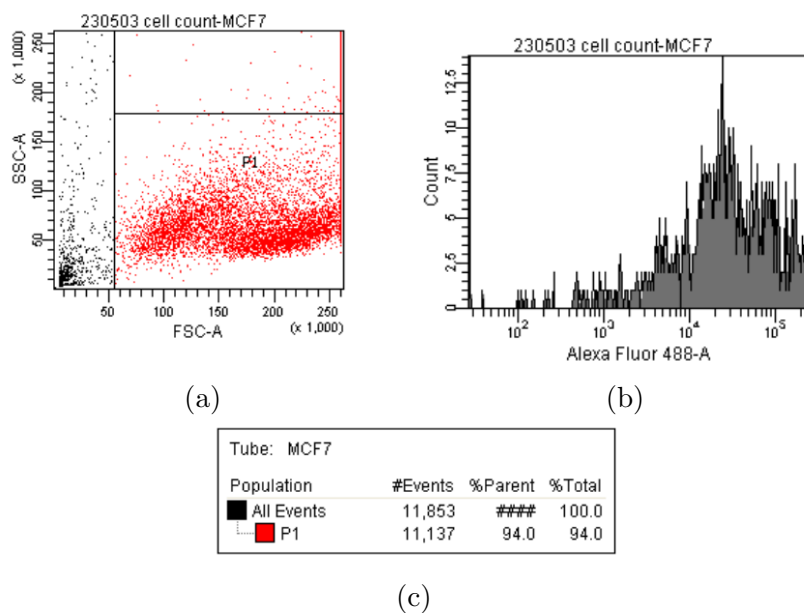 230503 cell count-MCF7
(x 1,000)
250
200
150
100
50
SSC-A
P1
50 100 150 200 250
FSC-A (x 1,000)
(a)
230503 cell count-MCF7
12.5
10
7.5
5
2.5
0
Count
10² 10³ 10⁴ 10⁵
Alexa Fluor 488-A
(b)
Tube: MCF7
Population #Events %Parent %Total
All Events 11,853 #### 100.0
P1 11,137 94.0 94.0
(c)